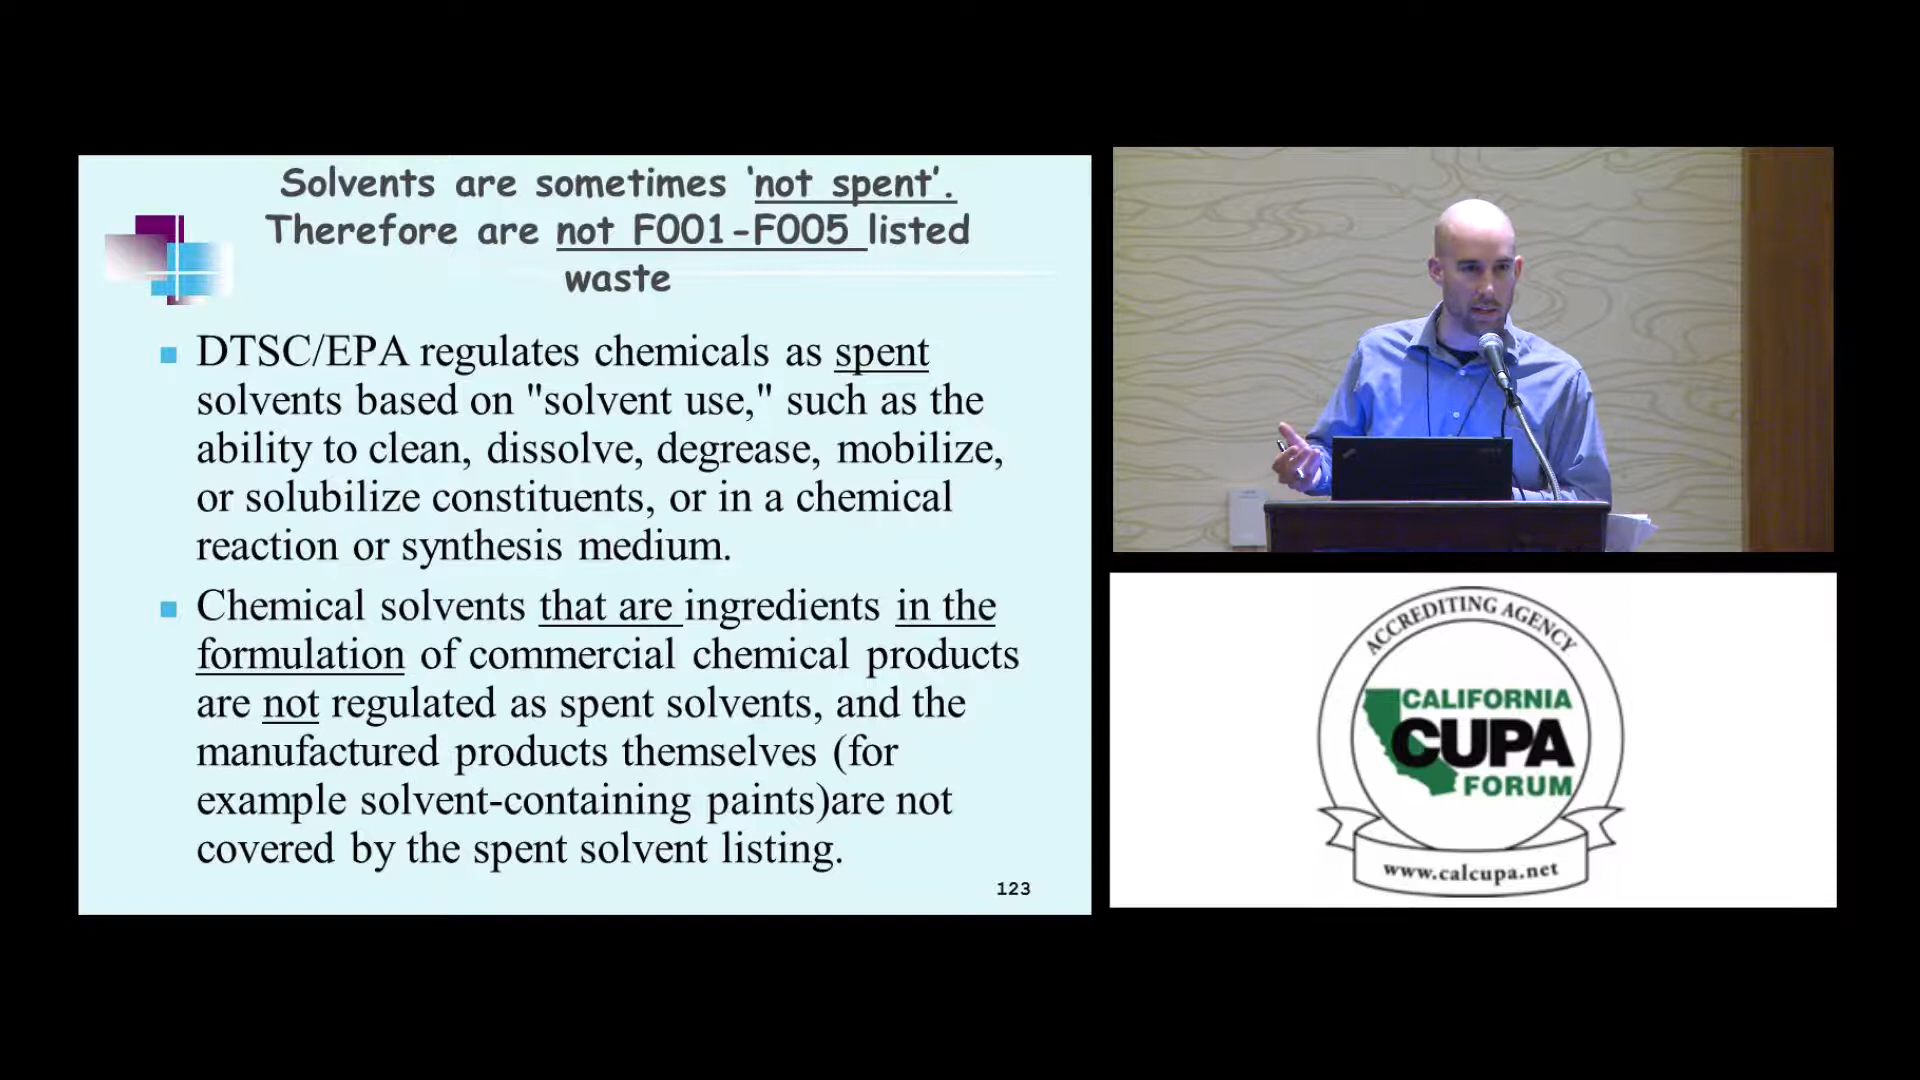 Solvents are sometimes ‘not spent’.
Therefore are not F001-F005 listed
waste
DTSC/EPA regulates chemicals as spent
solvents based on "solvent use," such as the
ability to clean, dissolve, degrease, mobilize,
or solubilize constituents, or in a chemical
reaction or synthesis medium.
Chemical solvents that are ingredients in the
formulation of commercial chemical products
are not regulated as spent solvents, and the
manufactured products themselves (for
example solvent-containing paints)are not
covered by the spent solvent listing.
123
ACCREDITING AGENCY
CALIFORNIA
CUPA
FORUM
www.calcupa.net